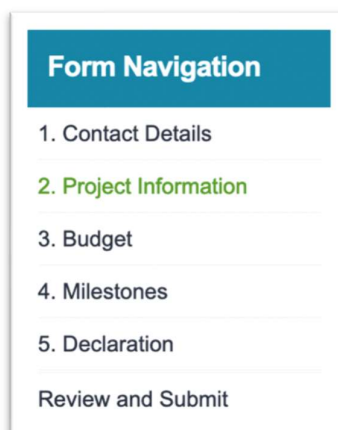 Form Navigation
1. Contact Details
2. Project Information
3. Budget
4. Milestones
5. Declaration
Review and Submit